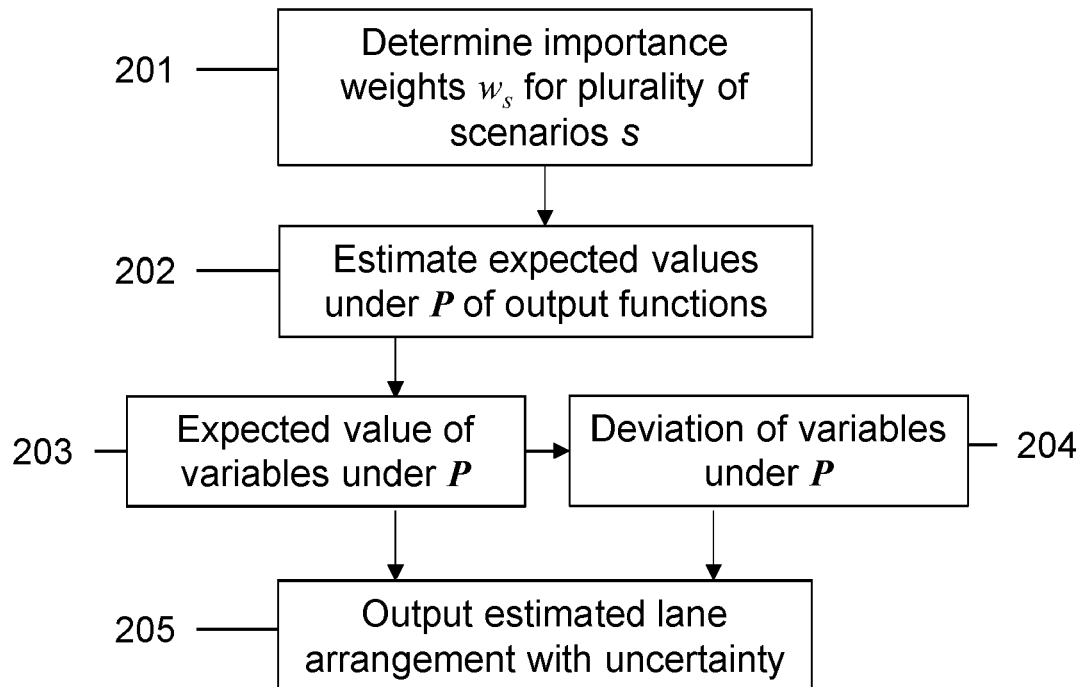 201
Determine importance
weights w_s for plurality of
scenarios s
202
Estimate expected values
under P of output functions
203
Expected value of
variables under P
Deviation of variables
under P
204
205
Output estimated lane
arrangement with uncertainty